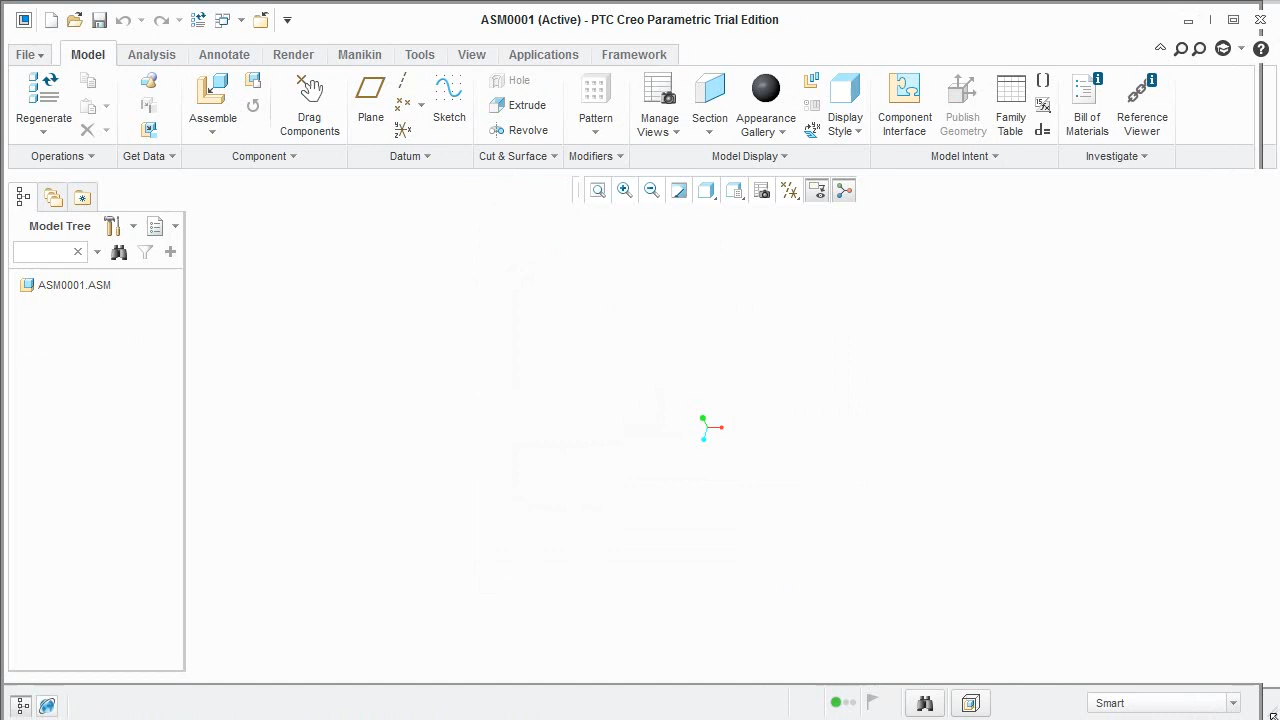 ASM0001 (Active) - PTC Creo Parametric Trial Edition
File Model Analysis Annotate Render Manikin Tools View Applications Framework
Regenerate
Assemble
Drag Components
Plane
Sketch
Hole
Extrude
Revolve
Pattern
Manage Views
Section
Appearance Gallery
Display Style
Component Interface
Publish Geometry
Family Table
d=
Bill of Materials
Reference Viewer
Operations Get Data Component Datum Cut & Surface Modifiers Model Display Model Intent Investigate
Model Tree
ASM0001.ASM
Smart